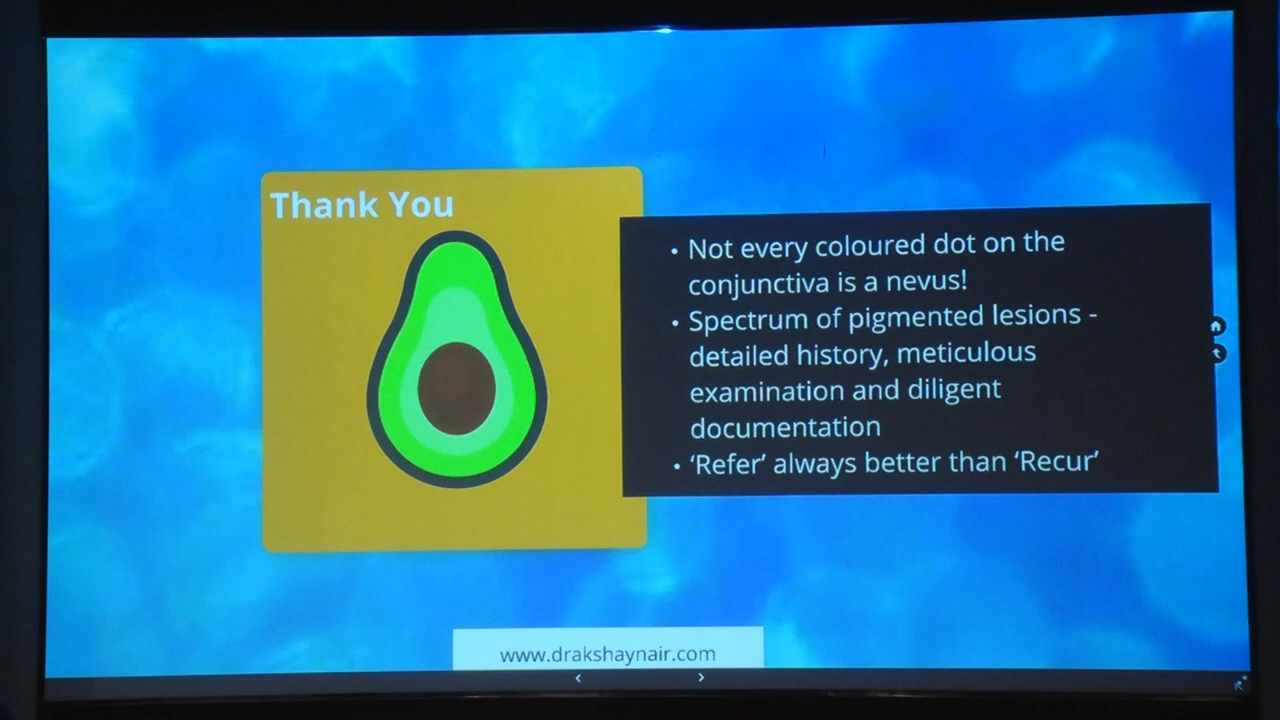 Thank You
• Not every coloured dot on the
conjunctiva is a nevus!
• Spectrum of pigmented lesions -
detailed history, meticulous
examination and diligent
documentation
• ‘Refer’ always better than ‘Recur’
www.drakshaynair.com